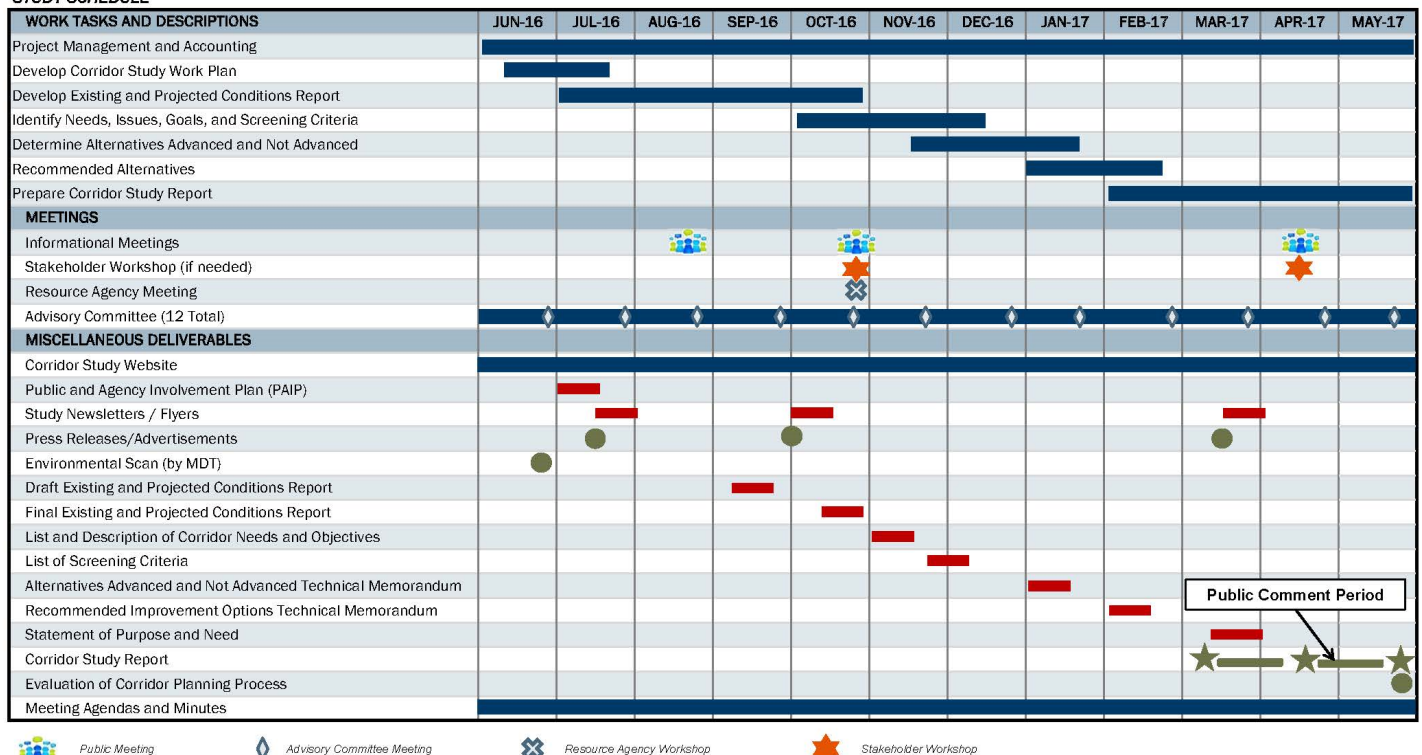 STUDY SCHEDULE
WORK TASKS AND DESCRIPTIONS JUN-16 JUL-16 AUG-16 SEP-16 OCT-16 NOV-16 DEC-16 JAN-17 FEB-17 MAR-17 APR-17 MAY-17
Project Management and Accounting
Develop Corridor Study Work Plan
Develop Existing and Projected Conditions Report
Identify Needs, Issues, Goals, and Screening Criteria
Determine Alternatives Advanced and Not Advanced
Recommended Alternatives
Prepare Corridor Study Report
MEETINGS
Informational Meetings
Stakeholder Workshop (if needed)
Resource Agency Meeting
Advisory Committee (12 Total)
MISCELLANEOUS DELIVERABLES
Corridor Study Website
Public and Agency Involvement Plan (PAIP)
Study Newsletters / Flyers
Press Releases/Advertisements
Environmental Scan (by MDT)
Draft Existing and Projected Conditions Report
Final Existing and Projected Conditions Report
List and Description of Corridor Needs and Objectives
List of Screening Criteria
Alternatives Advanced and Not Advanced Technical Memorandum
Recommended Improvement Options Technical Memorandum
Public Comment Period
Statement of Purpose and Need
Corridor Study Report
Evaluation of Corridor Planning Process
Meeting Agendas and Minutes
Public Meeting Advisory Committee Meeting Resource Agency Workshop Stakeholder Workshop